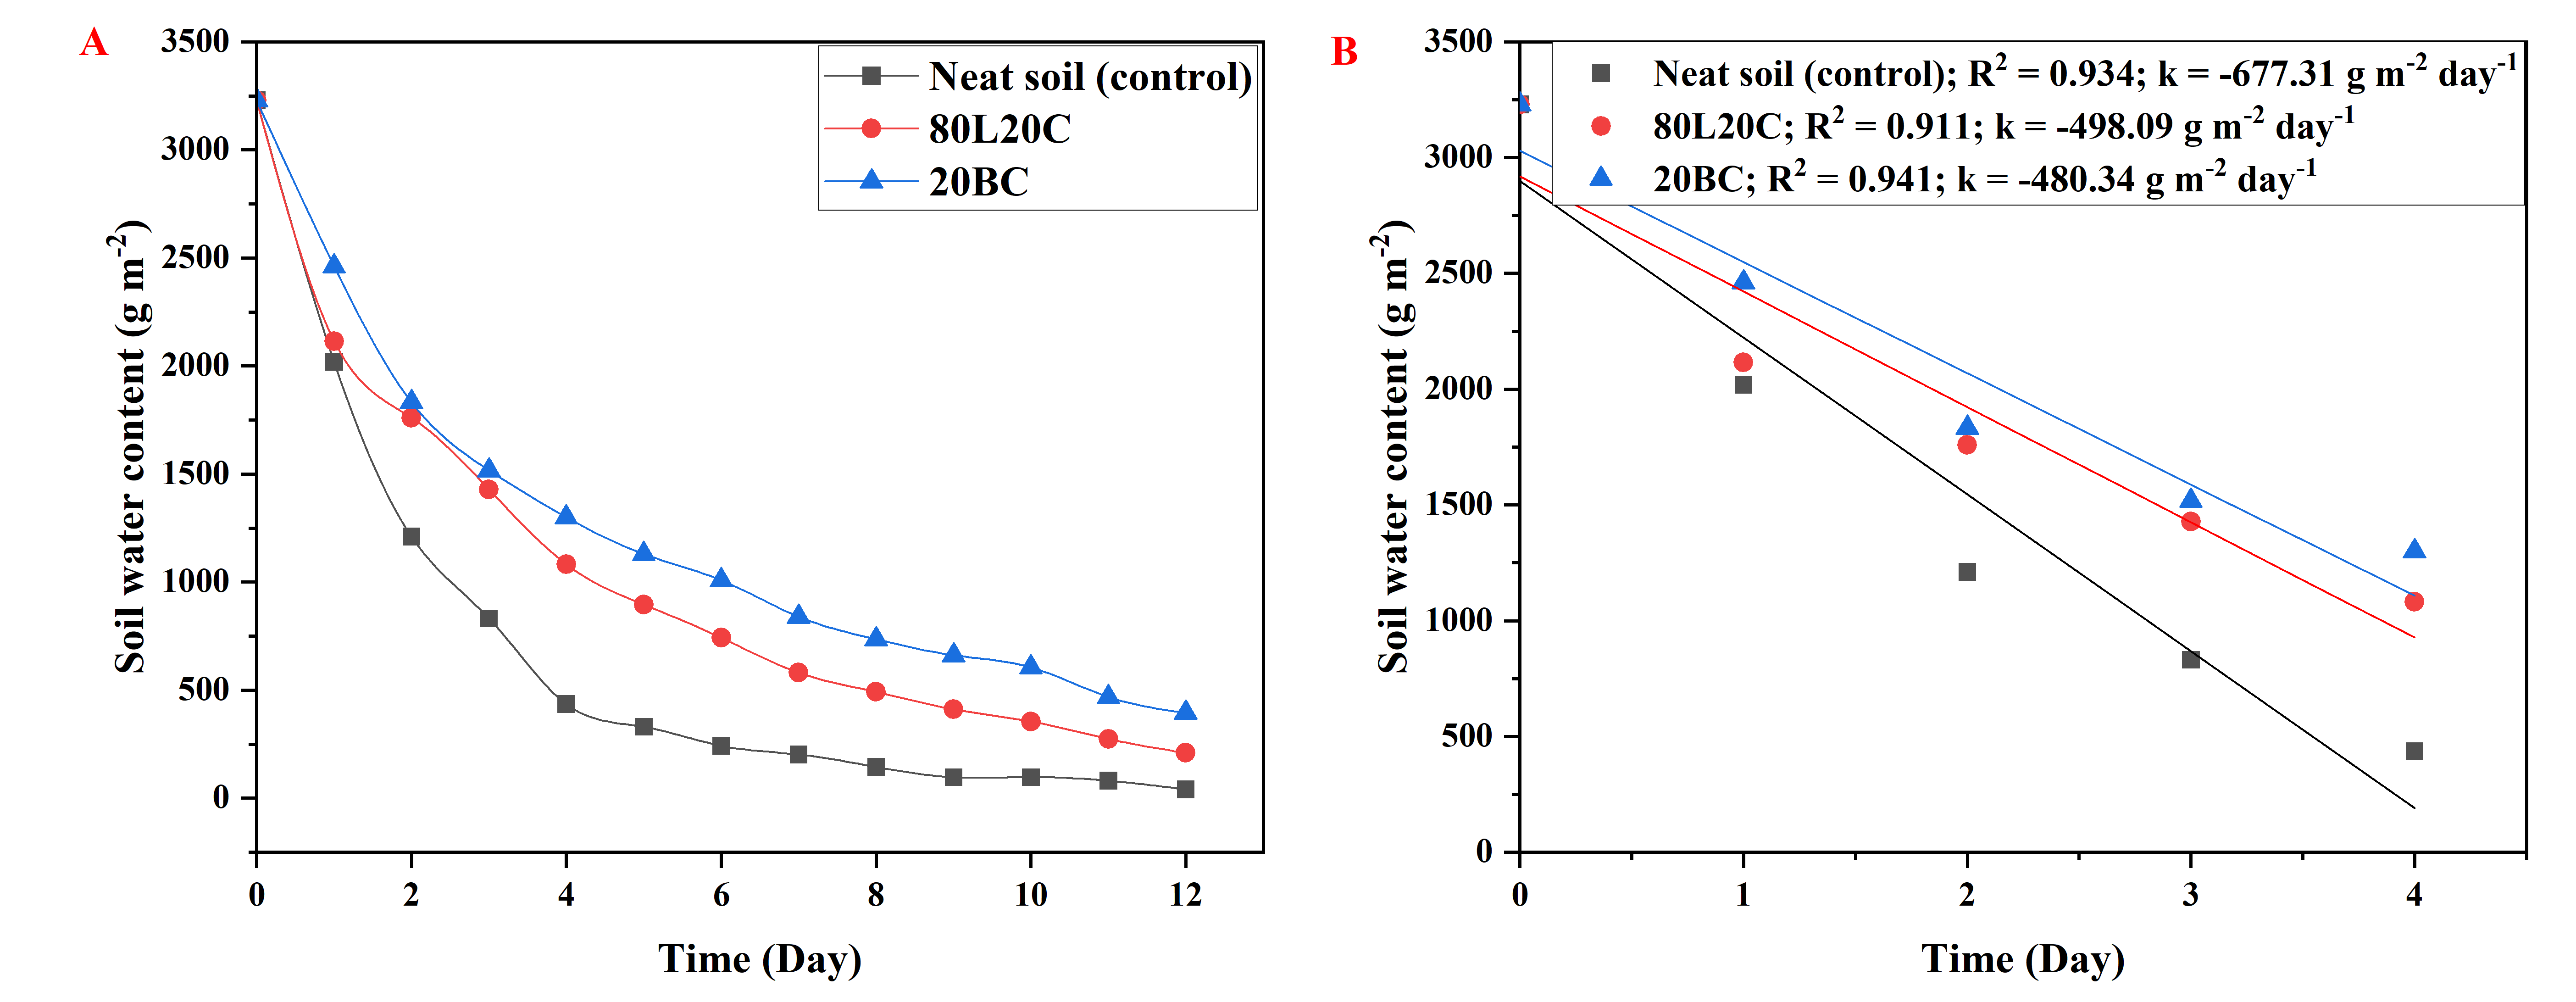 A
3500
3000
2500
2000
1500
1000
500
0
Soil water content (g m⁻²)
0 2 4 6 8 10 12
Time (Day)
Neat soil (control)
80L20C
20BC
B
3500
3000
2500
2000
1500
1000
500
0
Soil water content (g m⁻²)
0 1 2 3 4
Time (Day)
Neat soil (control); R² = 0.934; k = -677.31 g m⁻² day⁻¹
80L20C; R² = 0.911; k = -498.09 g m⁻² day⁻¹
20BC; R² = 0.941; k = -480.34 g m⁻² day⁻¹